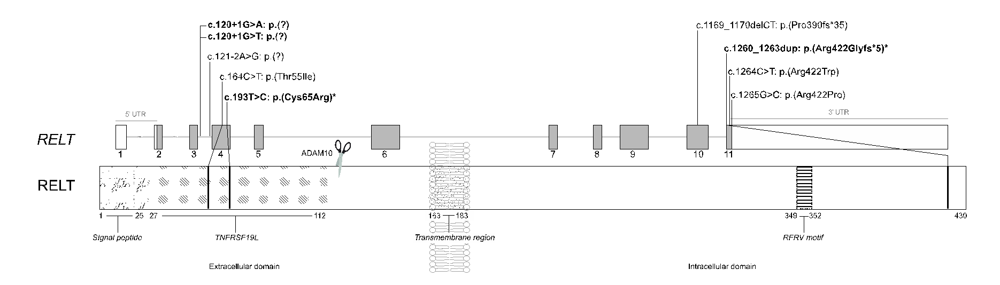 c.120+1G>A: p.(?)
c.120+1G>T: p.(?)
c.121-2A>G: p.(?)
c.164C>T: p.(Thr55Ile)
c.193T>C: p.(Cys65Arg)*
c.1169_1170delCT: p.(Pro390fs*35)
c.1260_1263dup: p.(Arg422Glyfs*5)*
c.1264C>T: p.(Arg422Trp)
c.1265G>C: p.(Arg422Pro)
5' UTR
3' UTR
RELT
1 2 3 4 5 6 7 8 9 10 11
ADAM10
RELT
1 25 27 112 163 183 349 352 430
Signal peptide TNFRSF19L Transmembrane region RFRV motif
Extracellular domain Intracellular domain